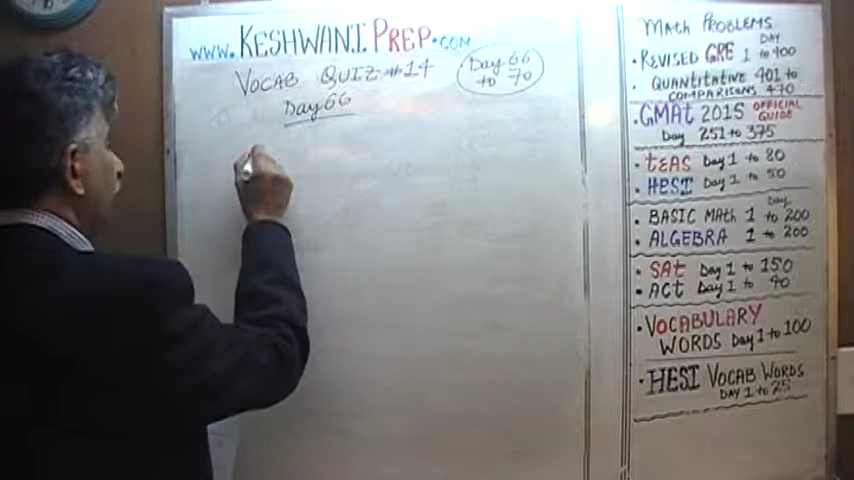 www.KESHWANI PREP.com
VOCAB QUIZ #14
Day 66
to 70
Day 66
MATH PROBLEMS
DAY
• REVISED GRE 1 to 400
• QUANTITATIVE 401 to
COMPARISONS 470
• GMAT 2015 OFFICIAL
GUIDE
Day 251 to 375
• TEAS Day 1 to 80
• HESI Day 1 to 50
Day
• BASIC MATH 1 to 200
• ALGEBRA 1 to 200
• SAT Day 1 to 150
• ACT Day 1 to 40
• VOCABULARY
WORDS Day 1 to 100
• HESI VOCAB WORDS
DAY 1 to 25